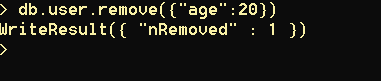 > db.user.remove({"age":20})
WriteResult({ "nRemoved" : 1 })
>